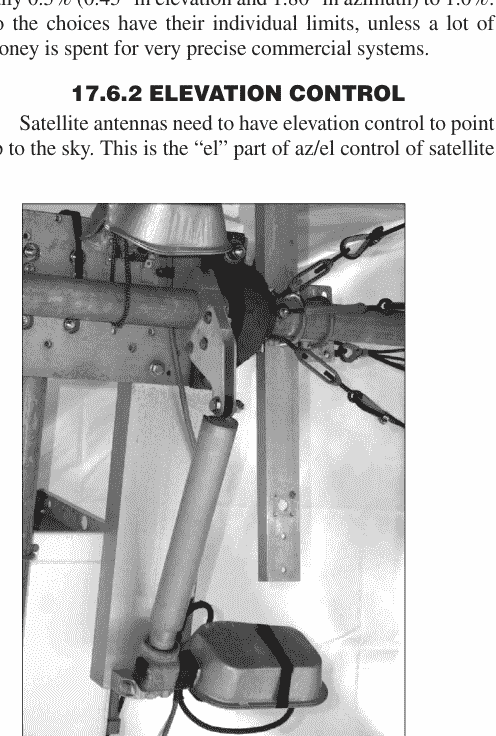 0.5% (0.45° in elevation and 1.80° in azimuth) to 1.0%.
the choices have their individual limits, unless a lot of
oney is spent for very precise commercial systems.
17.6.2 ELEVATION CONTROL
Satellite antennas need to have elevation control to point
to the sky. This is the “el” part of az/el control of satellite